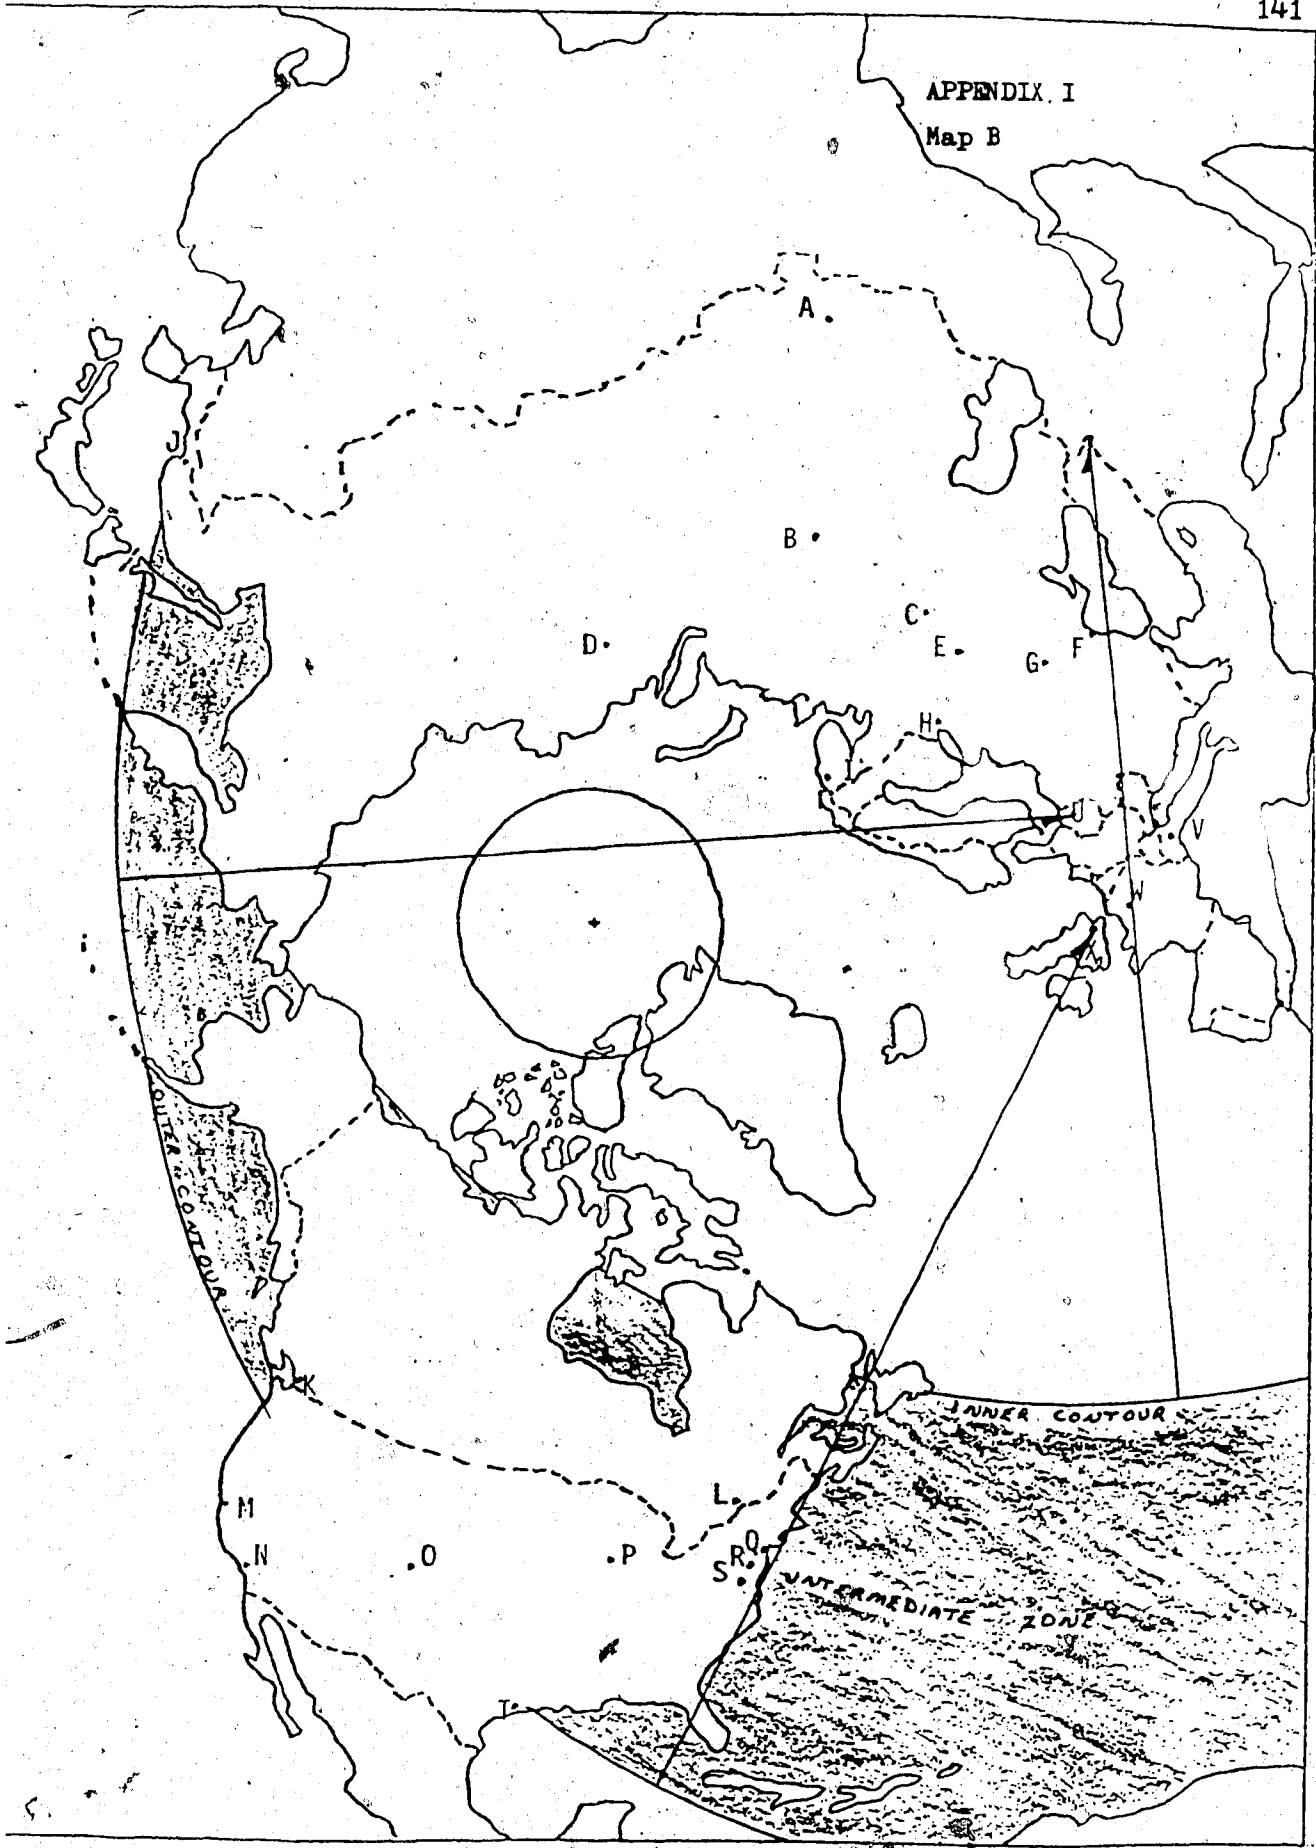 141
APPENDIX. I
Map B
A
J
B
C
D
E
G
F
H
U
V
W
X
OUTER CONTOUR
K
INNER CONTOUR
L
M
N
O
P
Q
R
S
INTERMEDIATE ZONE
T